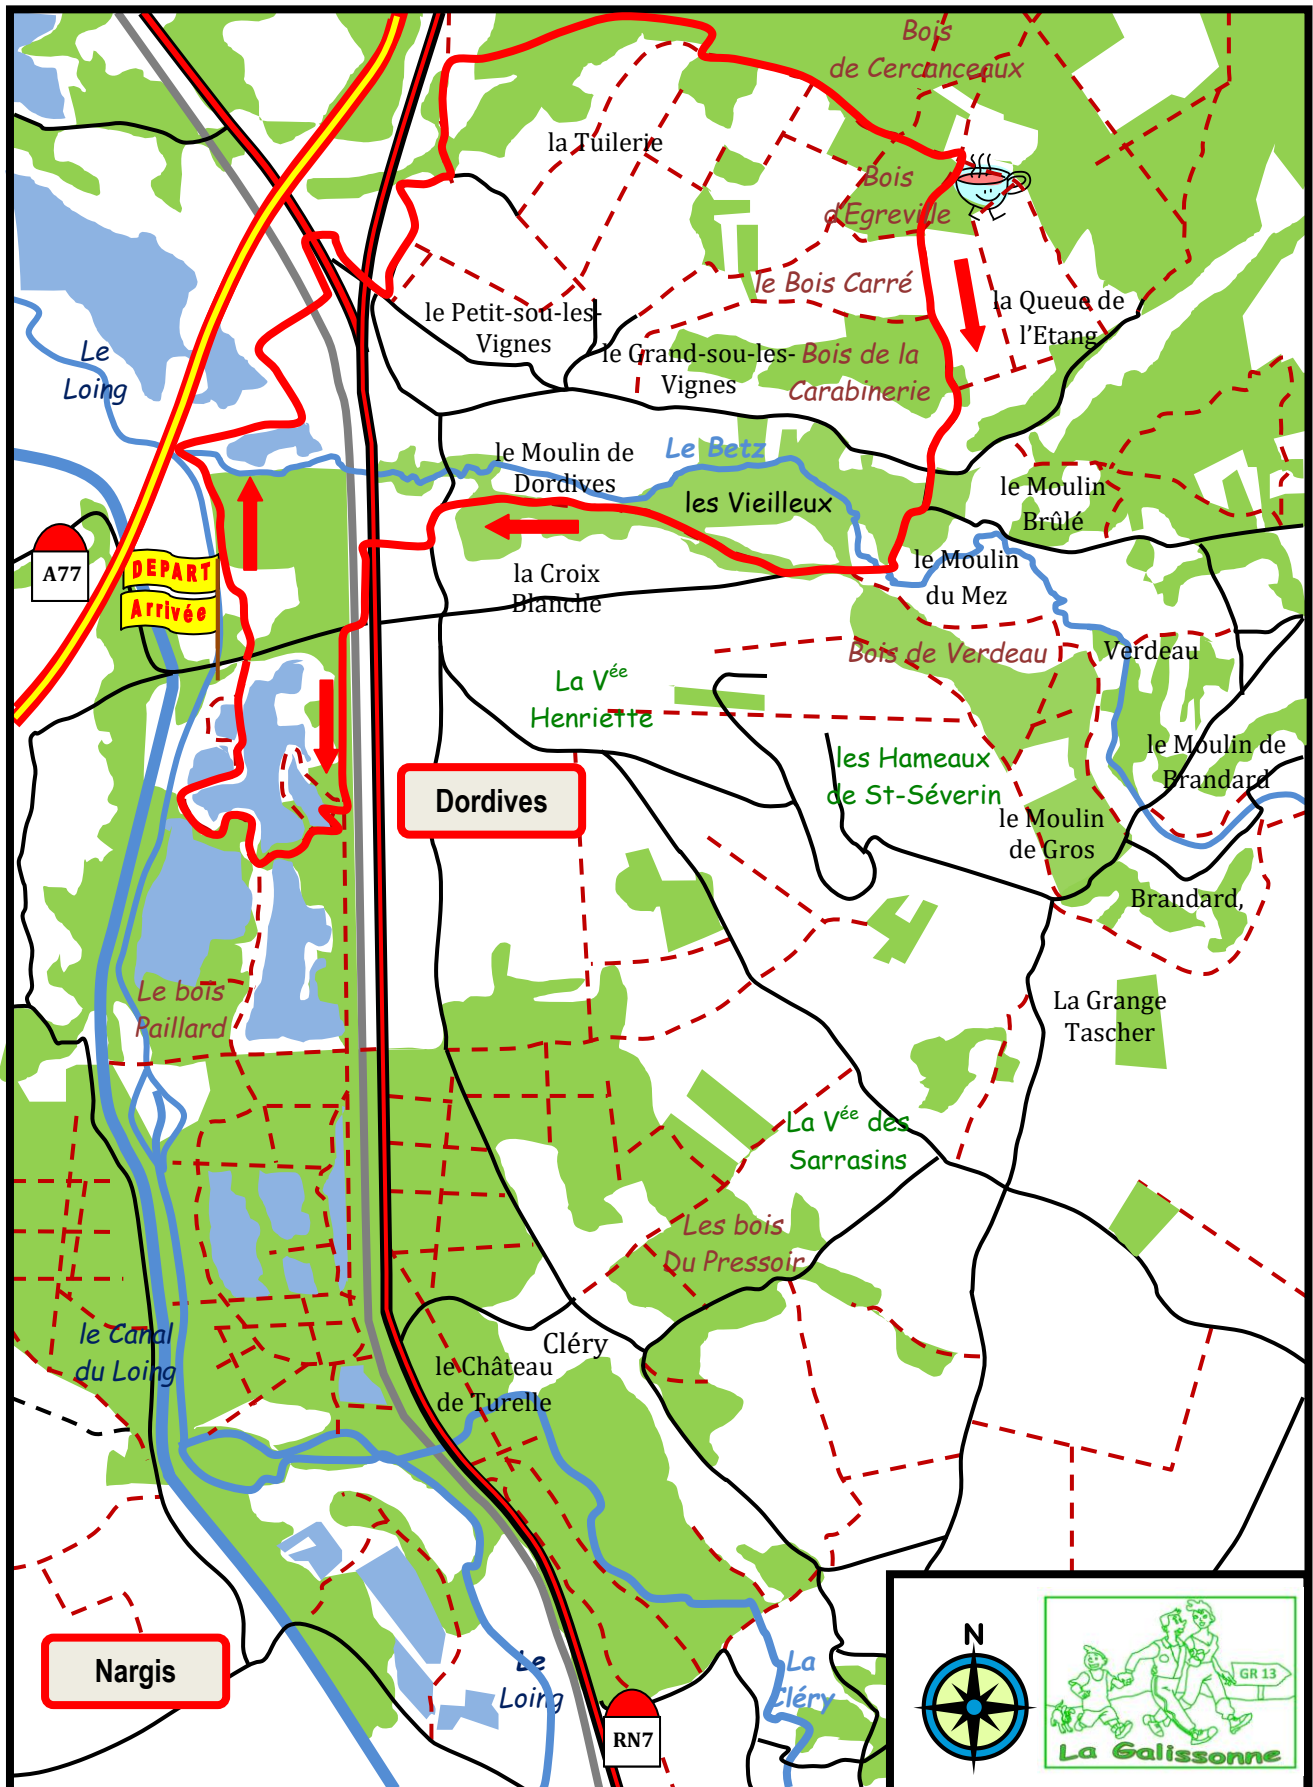 Bois
de Cercanceaux
la Tuilerie
Bois
d'Egreville
le Bois Carré
la Queue de
l'Etang
le Petit-sou-les-
Vignes
le Grand-sou-les-
Vignes
Bois de la
Carabinerie
Le
Loing
le Moulin de
Dordives
Le Betz
les Vieilleux
le Moulin
Brûlé
A77
DEPART
Arrivée
la Croix
Blanche
le Moulin
du Mez
Bois de Verdeau
Verdeau
La Vée
Henriette
les Hameaux
de St-Séverin
le Moulin de
Brandard
Dordives
le Moulin
de Gros
Brandard,
Le bois
Paillard
La Grange
Tascher
La Vée des
Sarrasins
Les bois
Du Pressoir
le Canal
du Loing
Cléry
le Château
de Turelle
Nargis
Le
Loing
RN7
La
Cléry
N
GR 13
La Galissonne